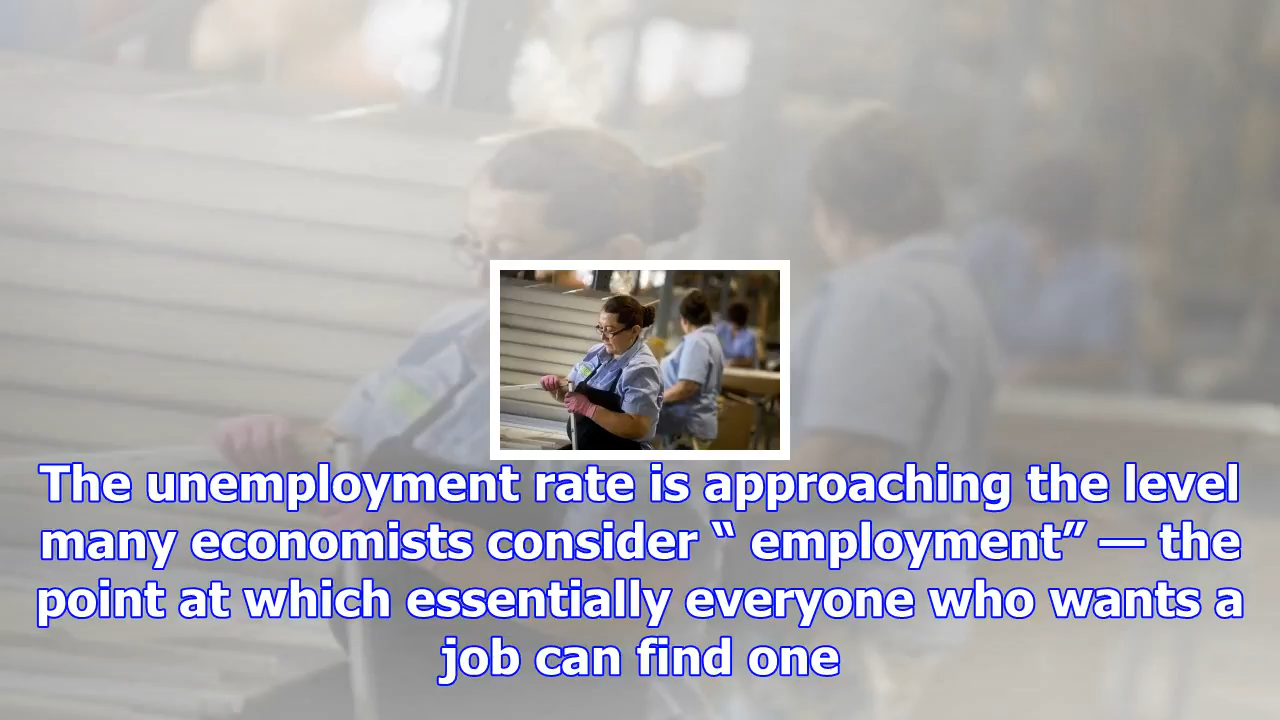 The unemployment rate is approaching the level
many economists consider “ employment” — the
point at which essentially everyone who wants a
job can find one